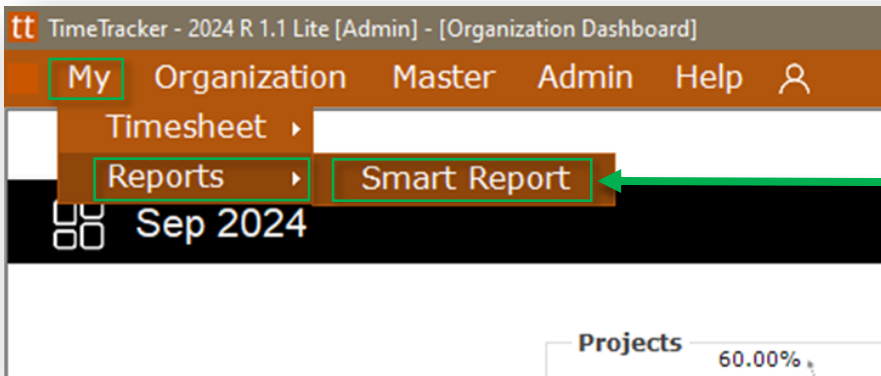 tt TimeTracker - 2024 R 1.1 Lite [Admin] - [Organization Dashboard]
My Organization Master Admin Help
Timesheet
Reports Smart Report
Sep 2024
Projects
60.00%